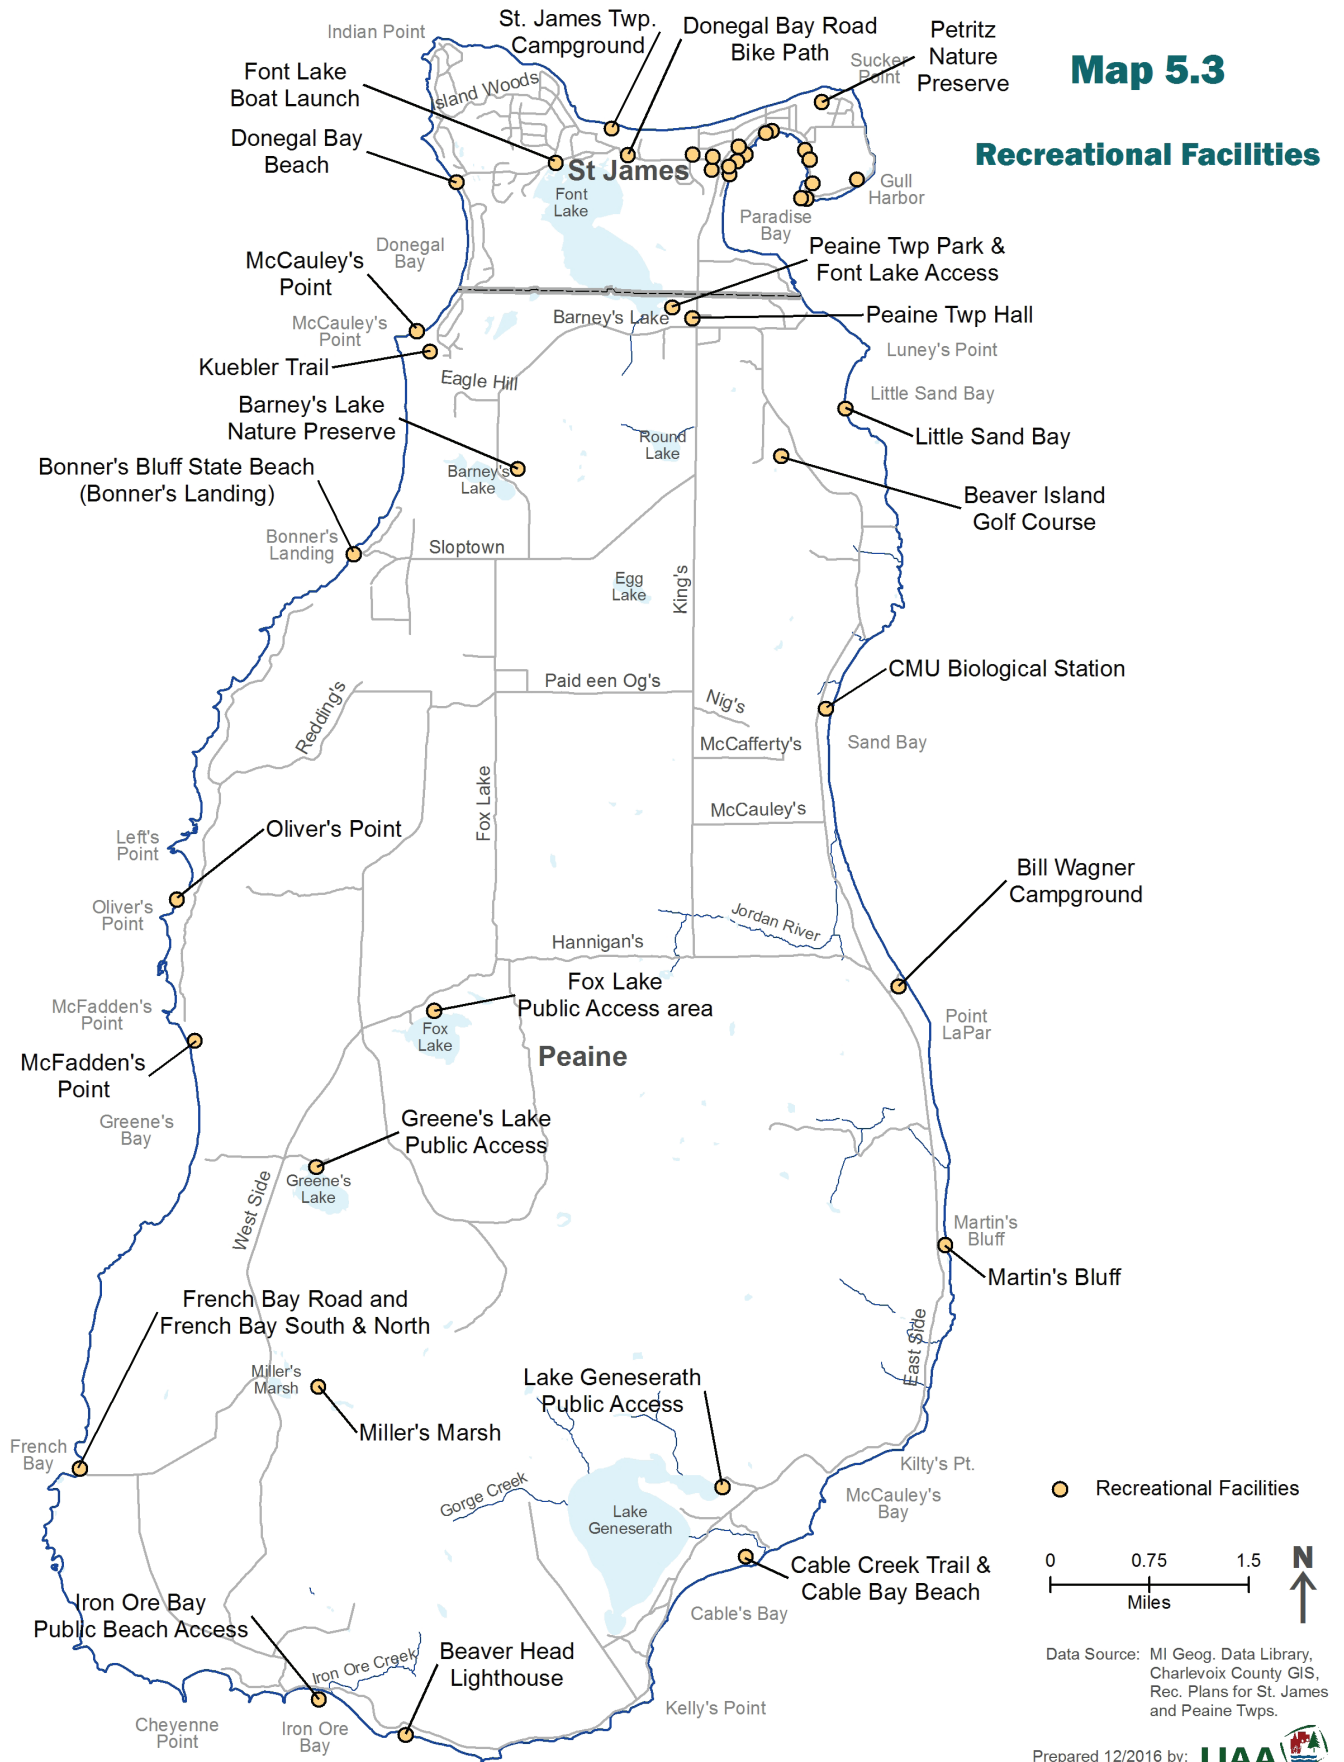 Indian Point
St. James Twp.
Campground
Donegal Bay Road
Bike Path
Petritz
Nature
Preserve
Sucker
Point
Map 5.3
Recreational Facilities
Font Lake
Boat Launch
Island Woods
Donegal Bay
Beach
St James
Font
Lake
Gull
Harbor
Paradise
Bay
Donegal
Bay
McCauley's
Point
Peaine Twp Park &
Font Lake Access
McCauley's
Point
Barney's Lake
Peaine Twp Hall
Luney's Point
Kuebler Trail
Eagle Hill
Little Sand Bay
Barney's Lake
Nature Preserve
Round
Lake
Little Sand Bay
Bonner's Bluff State Beach
(Bonner's Landing)
Barney's
Lake
Beaver Island
Golf Course
Bonner's
Landing
Sloptown
Egg
Lake
King's
CMU Biological Station
Paid een Og's
Nig's
Redding's
McCafferty's
Sand Bay
Fox Lake
McCauley's
Left's
Point
Oliver's Point
Bill Wagner
Campground
Oliver's
Point
Jordan River
Hannigan's
Fox Lake
Public Access area
McFadden's
Point
Fox
Lake
Point
LaPar
McFadden's
Point
Peaine
Greene's
Bay
Greene's Lake
Public Access
Greene's
Lake
West Side
Martin's
Bluff
Martin's Bluff
French Bay Road and
French Bay South & North
East Side
Miller's
Marsh
Lake Geneserath
Public Access
Miller's Marsh
French
Bay
Kilty's Pt.
Gorge Creek
McCauley's
Bay
Recreational Facilities
Lake
Geneserath
0 0.75 1.5
Miles
N
Cable Creek Trail &
Cable Bay Beach
Iron Ore Bay
Public Beach Access
Cable's Bay
Iron Ore Creek
Beaver Head
Lighthouse
Data Source: MI Geog. Data Library,
Charlevoix County GIS,
Rec. Plans for St. James
and Peaine Twps.
Kelly's Point
Cheyenne
Point
Iron Ore
Bay
Prepared 12/2016 by: UAA